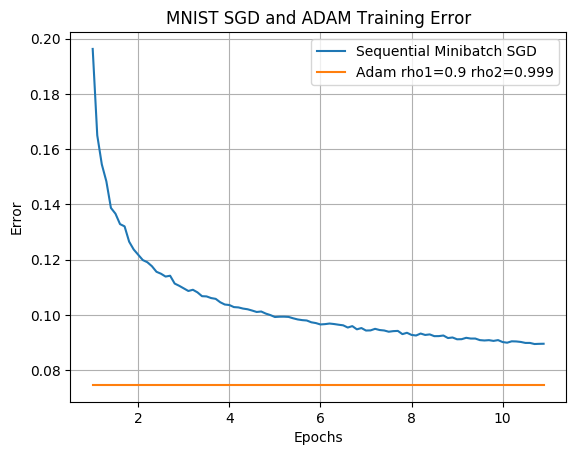 MNIST SGD and ADAM Training Error
Sequential Minibatch SGD
Adam rho1=0.9 rho2=0.999
0.20
0.18
0.16
0.14
0.12
0.10
0.08
Error
2 4 6 8 10
Epochs